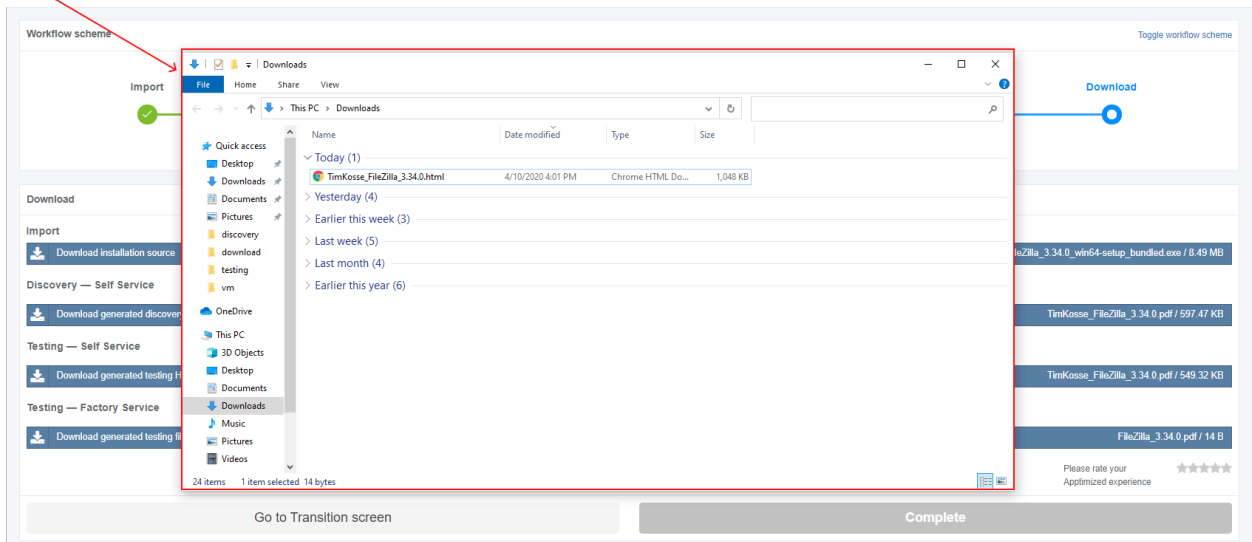 Workflow scheme
Toggle workflow scheme
Import
Download
Downloads
File Home Share View
This PC > Downloads
Name Date modified Type Size
Quick access
Desktop
Downloads
Documents
Pictures
discovery
download
testing
vm
OneDrive
This PC
3D Objects
Desktop
Documents
Downloads
Music
Pictures
Videos
Today (1)
TimKosse_FileZilla_3.34.0.html 4/10/2020 4:01 PM Chrome HTML Do... 1,048 KB
Yesterday (4)
Earlier this week (3)
Last week (5)
Last month (4)
Earlier this year (6)
24 items 1 item selected 14 bytes
Download
Import
Download installation source
leZilla_3.34.0_win64-setup_bundled.exe / 8.49 MB
Discovery — Self Service
Download generated discover
TimKosse_FileZilla_3.34.0.pdf / 597.47 KB
Testing — Self Service
Download generated testing H
TimKosse_FileZilla_3.34.0.pdf / 549.32 KB
Testing — Factory Service
Download generated testing fil
FileZilla_3.34.0.pdf / 14 B
Please rate your
Apptimized experience
Go to Transition screen
Complete